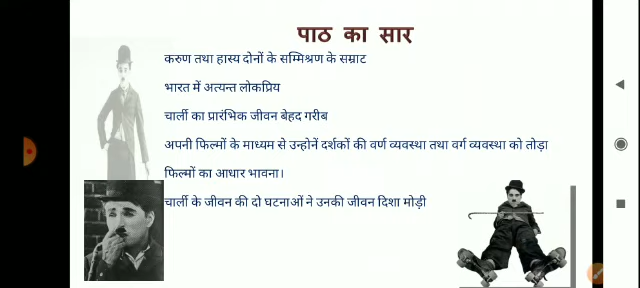 पाठ का सार
करुण तथा हास्य दोनों के सम्मिश्रण के सम्राट
भारत में अत्यन्त लोकप्रिय
चार्ली का प्रारंभिक जीवन बेहद गरीब
अपनी फिल्मों के माध्यम से उन्होनें दर्शकों की वर्ण व्यवस्था तथा वर्ग व्यवस्था को तोड़ा
फिल्मों का आधार भावना।
चार्ली के जीवन की दो घटनाओं ने उनकी जीवन दिशा मोड़ी